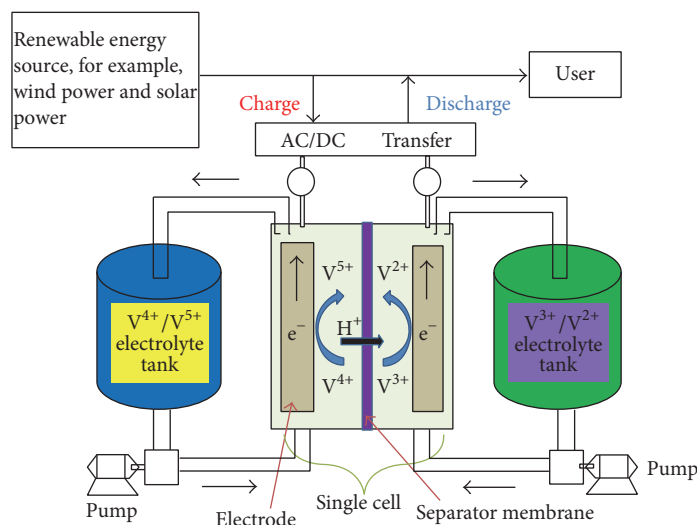 Renewable energy
source, for example,
wind power and solar
power
User
Charge
Discharge
AC/DC
Transfer
V⁵⁺
V²⁺
V⁴⁺/V⁵⁺
electrolyte
tank
e⁻
H⁺
e⁻
V³⁺/V²⁺
electrolyte
tank
V⁴⁺
V³⁺
Pump
Electrode
Single cell
Separator membrane
Pump